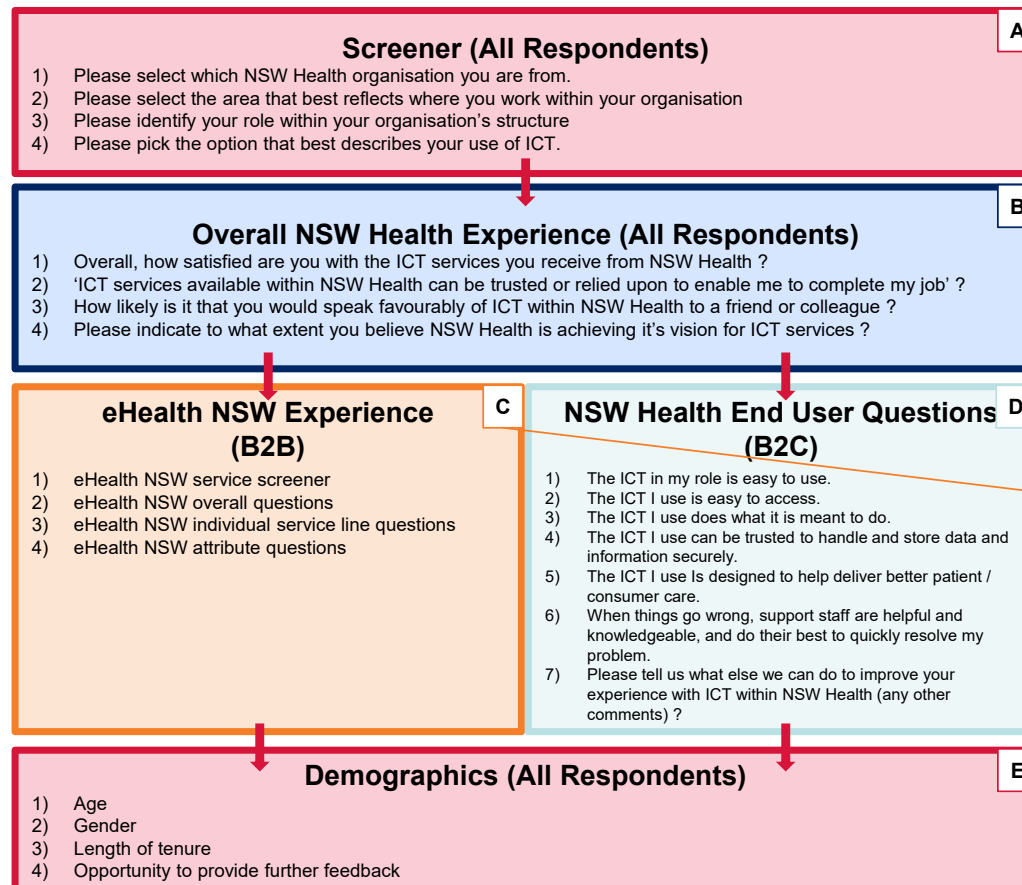 A
Screener (All Respondents)
1) Please select which NSW Health organisation you are from.
2) Please select the area that best reflects where you work within your organisation
3) Please identify your role within your organisation’s structure
4) Please pick the option that best describes your use of ICT.
B
Overall NSW Health Experience (All Respondents)
1) Overall, how satisfied are you with the ICT services you receive from NSW Health ?
2) ‘ICT services available within NSW Health can be trusted or relied upon to enable me to complete my job’ ?
3) How likely is it that you would speak favourably of ICT within NSW Health to a friend or colleague ?
4) Please indicate to what extent you believe NSW Health is achieving it’s vision for ICT services ?
C
eHealth NSW Experience
(B2B)
1) eHealth NSW service screener
2) eHealth NSW overall questions
3) eHealth NSW individual service line questions
4) eHealth NSW attribute questions
D
NSW Health End User Questions
(B2C)
1) The ICT in my role is easy to use.
2) The ICT I use is easy to access.
3) The ICT I use does what it is meant to do.
4) The ICT I use can be trusted to handle and store data and
information securely.
5) The ICT I use Is designed to help deliver better patient /
consumer care.
6) When things go wrong, support staff are helpful and
knowledgeable, and do their best to quickly resolve my
problem.
7) Please tell us what else we can do to improve your
experience with ICT within NSW Health (any other
comments) ?
E
Demographics (All Respondents)
1) Age
2) Gender
3) Length of tenure
4) Opportunity to provide further feedback